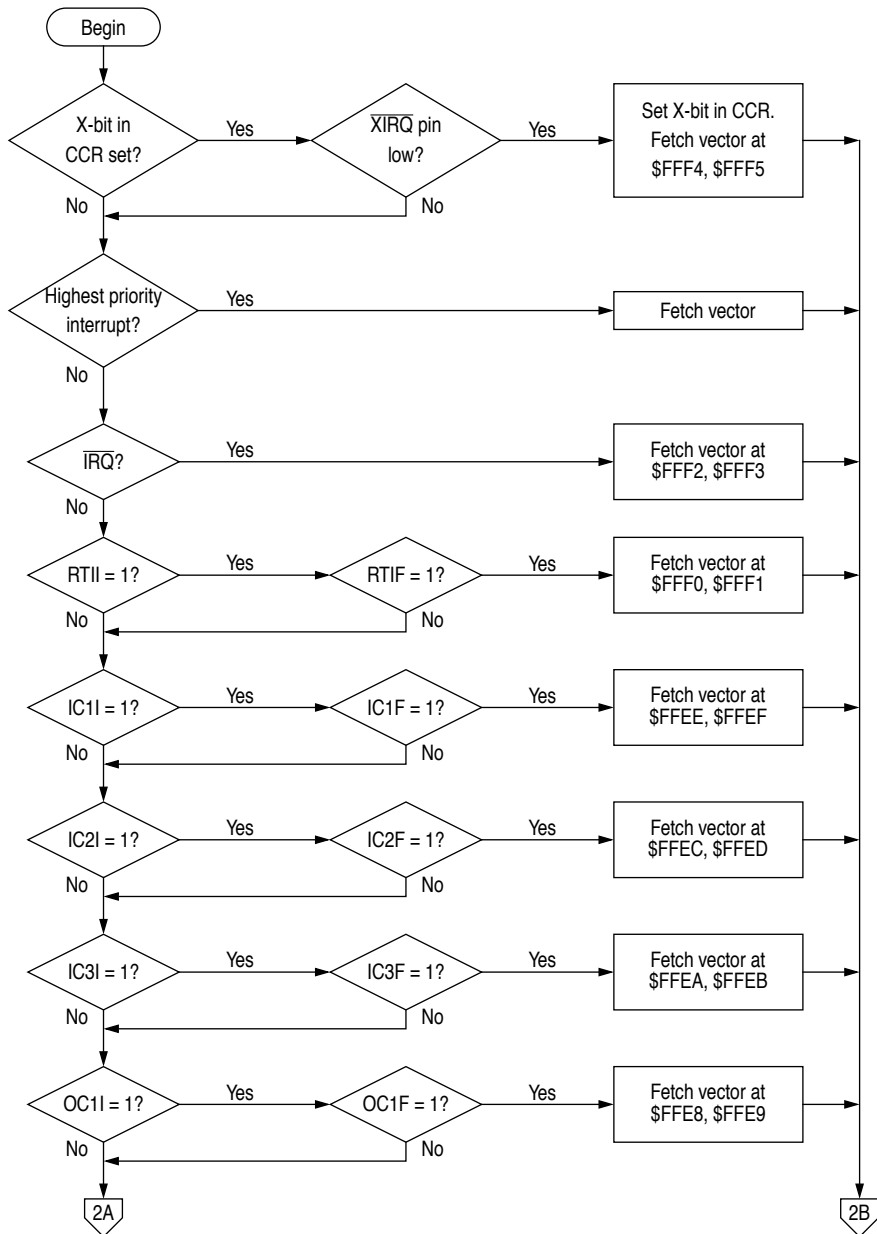 Begin
X-bit in
CCR set?
Yes
XIRQ pin
low?
Yes
Set X-bit in CCR.
Fetch vector at
$FFF4, $FFF5
No
No
Highest priority
interrupt?
Yes
Fetch vector
No
IRQ?
Yes
Fetch vector at
$FFF2, $FFF3
No
RTII = 1?
Yes
RTIF = 1?
Yes
Fetch vector at
$FFF0, $FFF1
No
No
IC1I = 1?
Yes
IC1F = 1?
Yes
Fetch vector at
$FFEE, $FFEF
No
No
IC2I = 1?
Yes
IC2F = 1?
Yes
Fetch vector at
$FFEC, $FFED
No
No
IC3I = 1?
Yes
IC3F = 1?
Yes
Fetch vector at
$FFEA, $FFEB
No
No
OC1I = 1?
Yes
OC1F = 1?
Yes
Fetch vector at
$FFE8, $FFE9
No
No
2A
2B